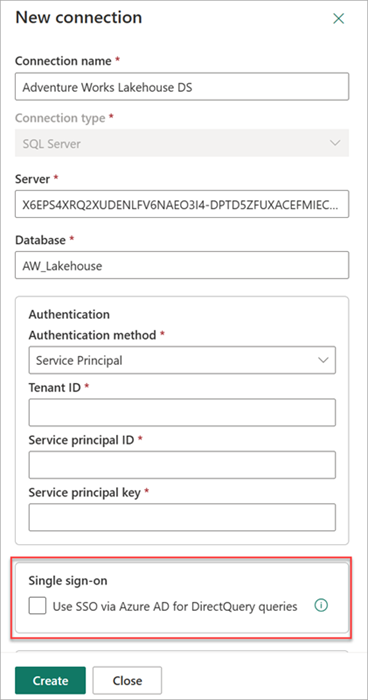 New connection
Connection name *
Adventure Works Lakehouse DS
Connection type *
SQL Server
Server *
X6EPS4XRQ2XUDENLFV6NAEO3I4-DPTD5ZFUXACEFMIEC...
Database *
AW_Lakehouse
Authentication
Authentication method *
Service Principal
Tenant ID *
Service principal ID *
Service principal key *
Single sign-on
Use SSO via Azure AD for DirectQuery queries
Create
Close